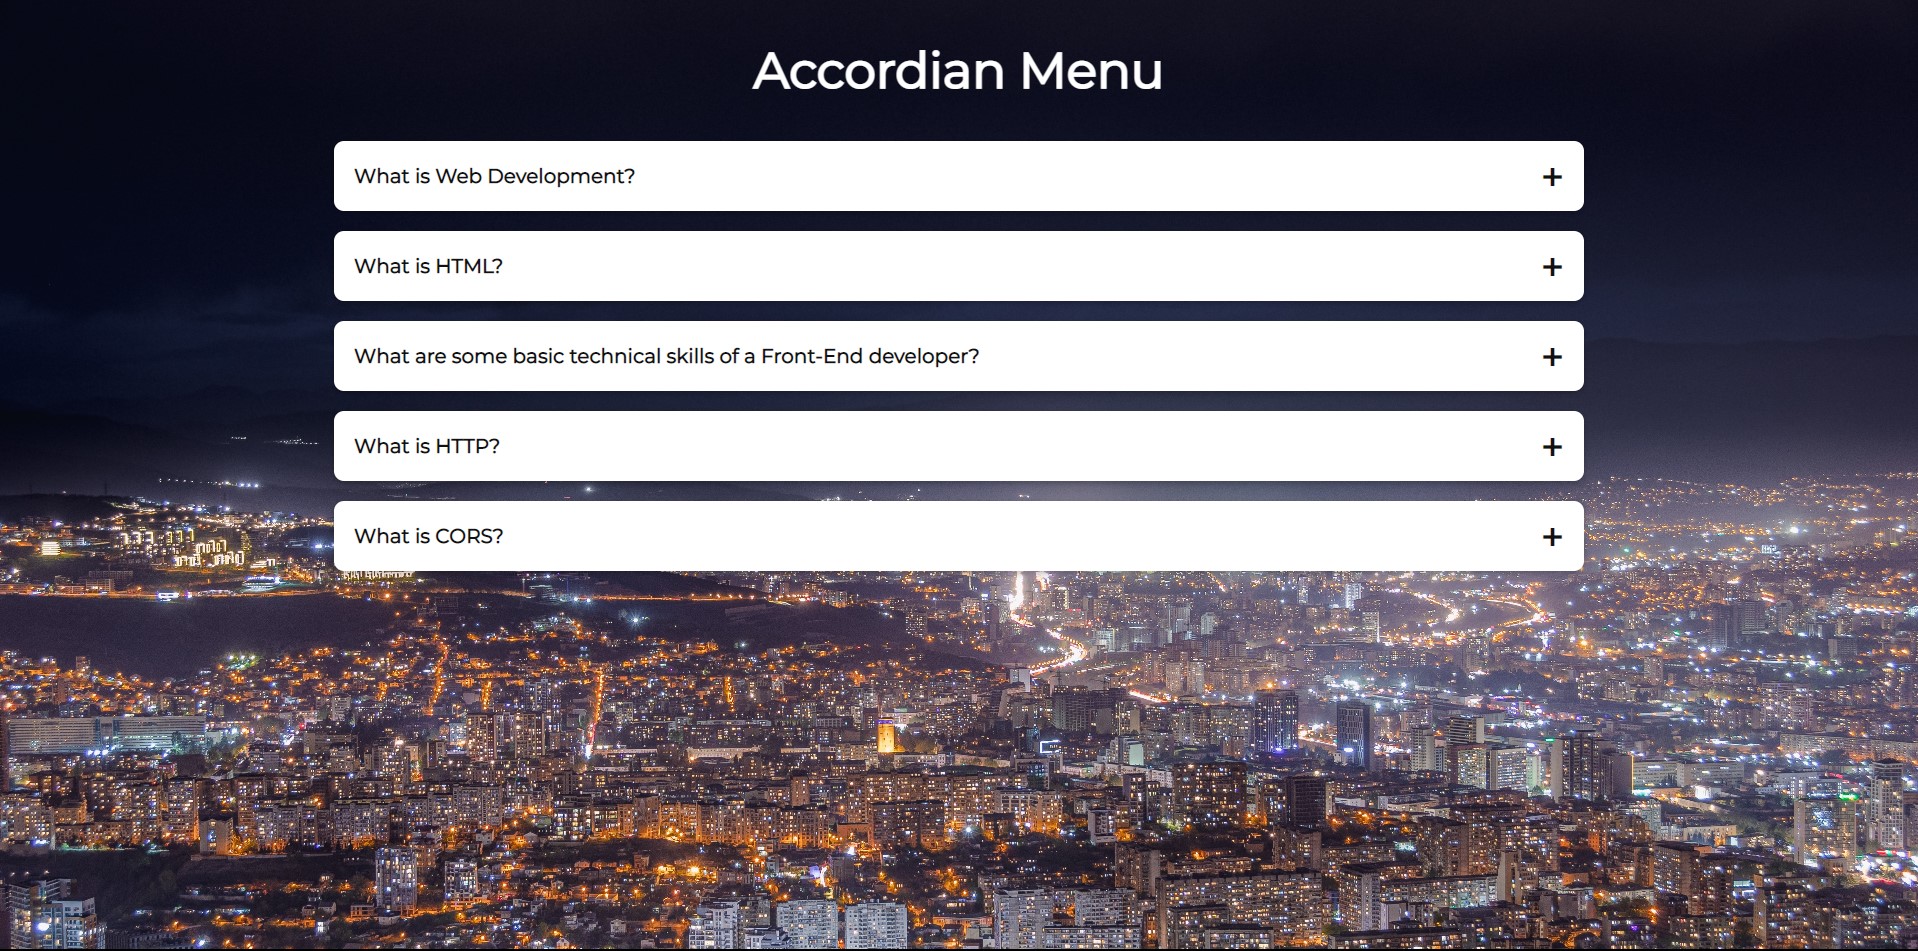 Accordian Menu
What is Web Development? +
What is HTML? +
What are some basic technical skills of a Front-End developer? +
What is HTTP? +
What is CORS? +